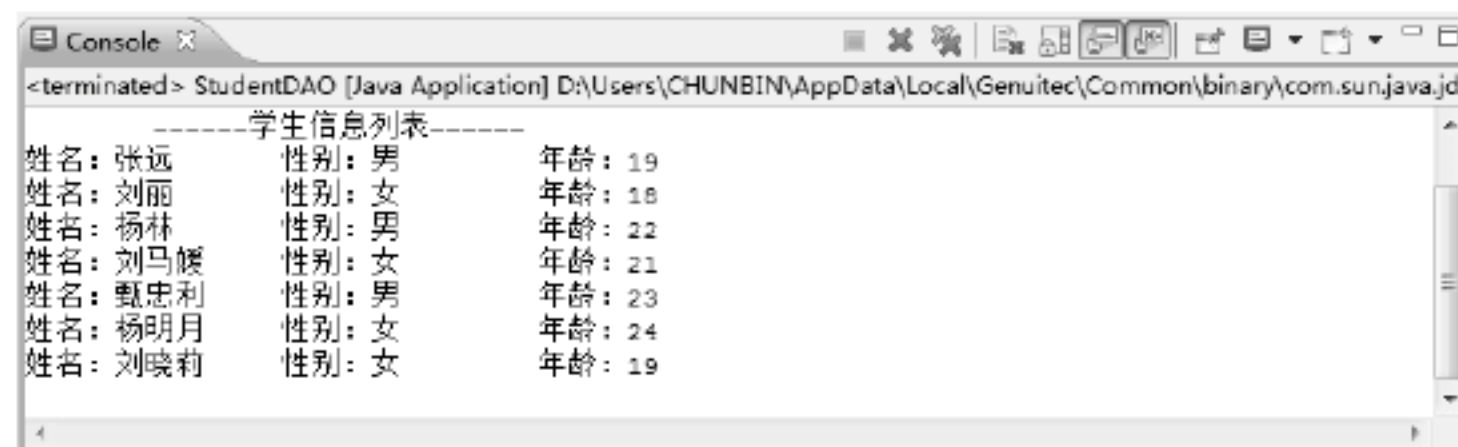 Console
<terminated> StudentDAO [Java Application] D:\Users\CHUNBIN\AppData\Local\Genuitec\Common\binary\com.sun.java.jd
------学生信息列表------
姓名：张远 性别：男 年龄：19
姓名：刘丽 性别：女 年龄：18
姓名：杨林 性别：男 年龄：22
姓名：刘马媛 性别：女 年龄：21
姓名：甄忠利 性别：男 年龄：23
姓名：杨明月 性别：女 年龄：24
姓名：刘晓莉 性别：女 年龄：19